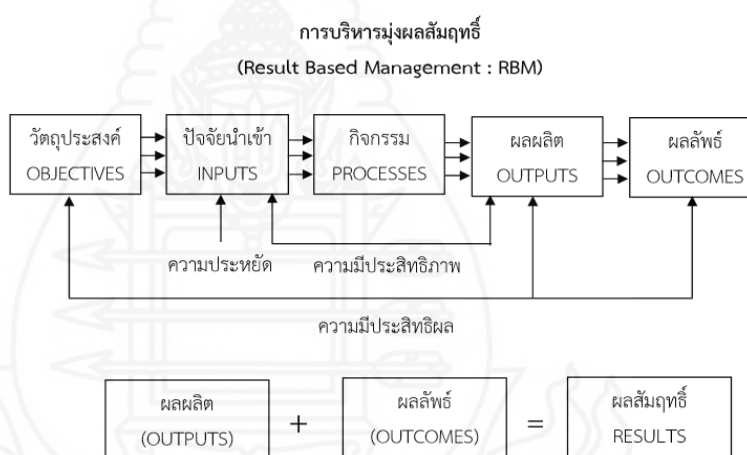 การบริหารมุ่งผลสัมฤทธิ์
(Result Based Management : RBM)
วัตถุประสงค์
OBJECTIVES
ปัจจัยนำเข้า
INPUTS
กิจกรรม
PROCESSES
ผลผลิต
OUTPUTS
ผลลัพธ์
OUTCOMES
ความประหยัด
ความมีประสิทธิภาพ
ความมีประสิทธิผล
ผลผลิต
(OUTPUTS)
+
ผลลัพธ์
(OUTCOMES)
=
ผลสัมฤทธิ์
RESULTS